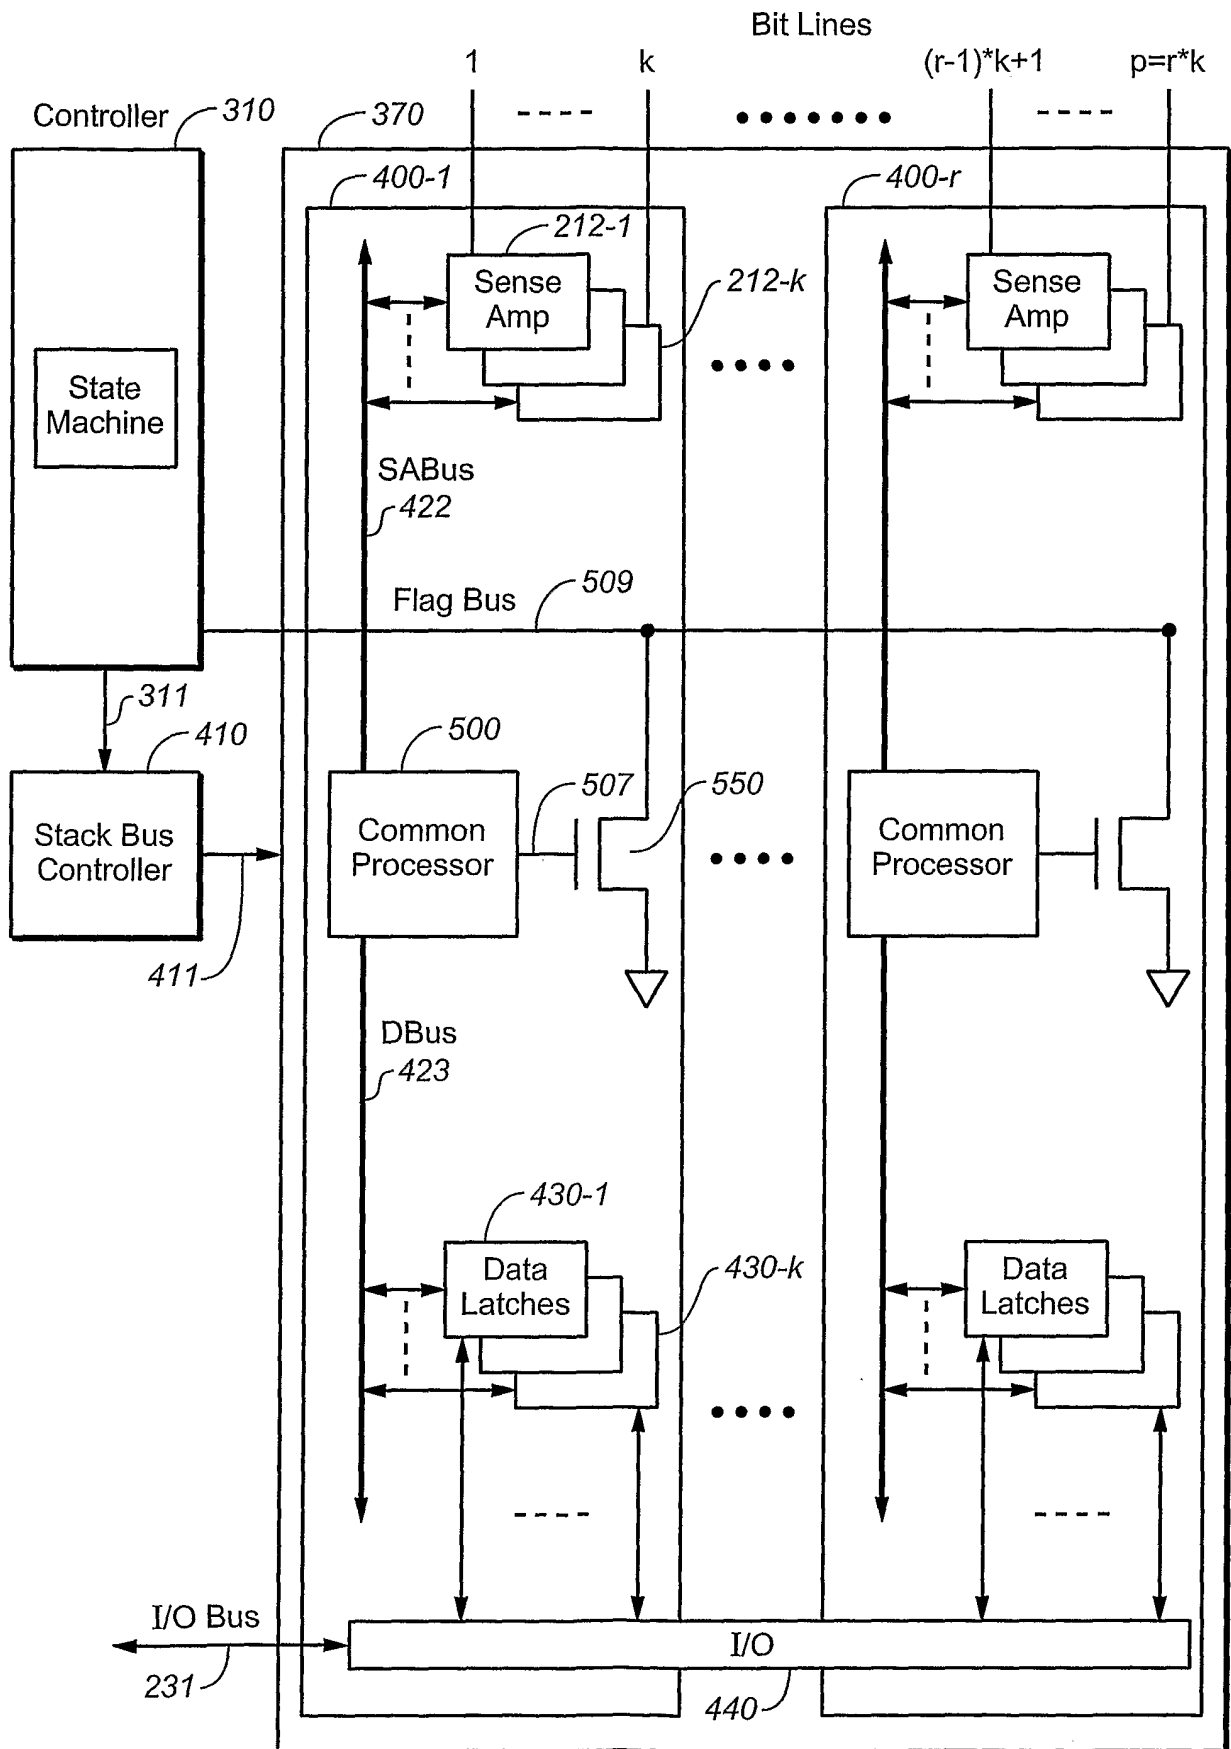 Bit Lines
1
k
(r-1)*k+1
p=r*k
Controller
310
370
400-1
400-r
212-1
Sense
Amp
212-k
Sense
Amp
State
Machine
SABus
422
Flag Bus
509
311
410
500
507
550
Stack Bus
Controller
Common
Processor
Common
Processor
411
DBus
423
430-1
Data
Latches
430-k
Data
Latches
I/O Bus
231
I/O
440